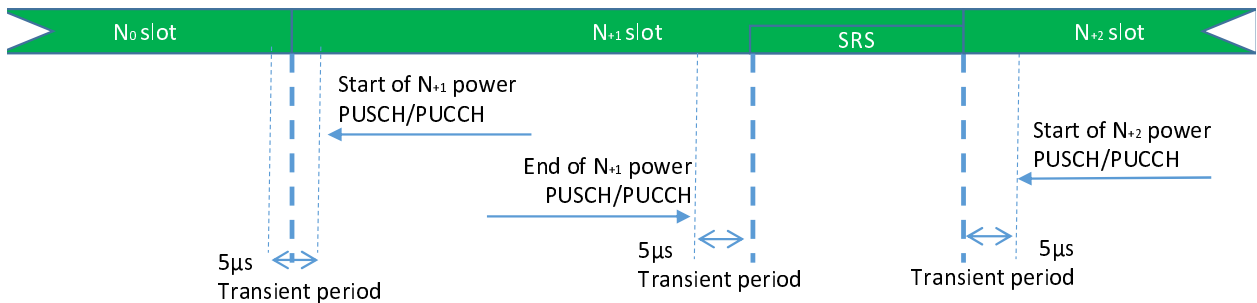 N₀ slot
N₊₁ slot
SRS
N₊₂ slot
Start of N₊₁ power
PUSCH/PUCCH
Start of N₊₂ power
PUSCH/PUCCH
End of N₊₁ power
PUSCH/PUCCH
5µs
Transient period
5µs
Transient period
5µs
Transient period